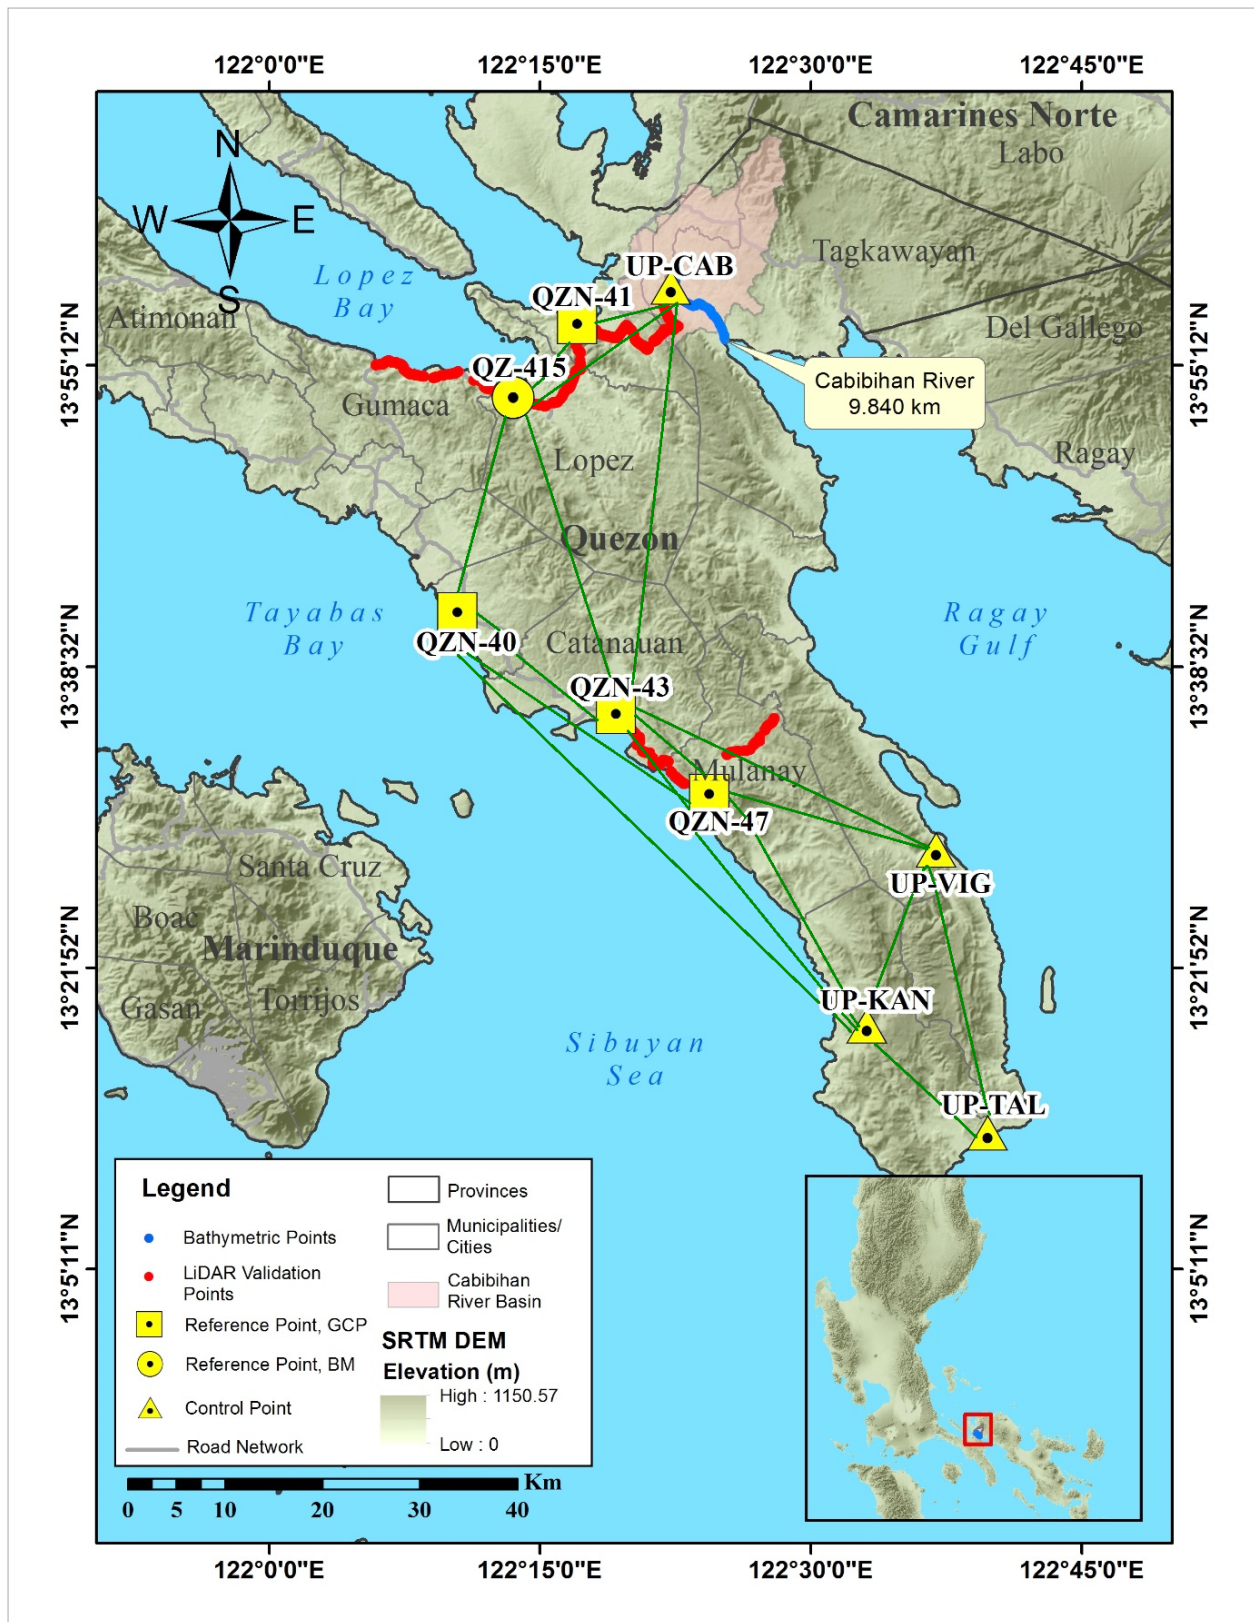 122°0'0"E
122°15'0"E
122°30'0"E
122°45'0"E
Camarines Norte
Labo
N
W
E
S
Tagkawayan
Lopez
Bay
UP-CAB
QZN-41
Atimonan
Del Gallego
13°55'12"N
13°55'12"N
QZ-415
Cabibihan River
9.840 km
Gumaca
Lopez
Ragay
Quezon
Tayabas
Bay
Ragay
Gulf
QZN-40
Catanauan
13°38'32"N
13°38'32"N
QZN-43
Mulanay
QZN-47
Santa Cruz
UP-VIG
Boac
Marinduque
13°21'52"N
13°21'52"N
Gasan
Torrijos
UP-KAN
Sibuyan
Sea
UP-TAL
Legend
Bathymetric Points
LiDAR Validation
Points
Reference Point, GCP
Reference Point, BM
Control Point
Road Network
Provinces
Municipalities/
Cities
Cabibihan
River Basin
SRTM DEM
Elevation (m)
High : 1150.57
Low : 0
13°5'11"N
13°5'11"N
Km
0 5 10 20 30 40
122°0'0"E
122°15'0"E
122°30'0"E
122°45'0"E